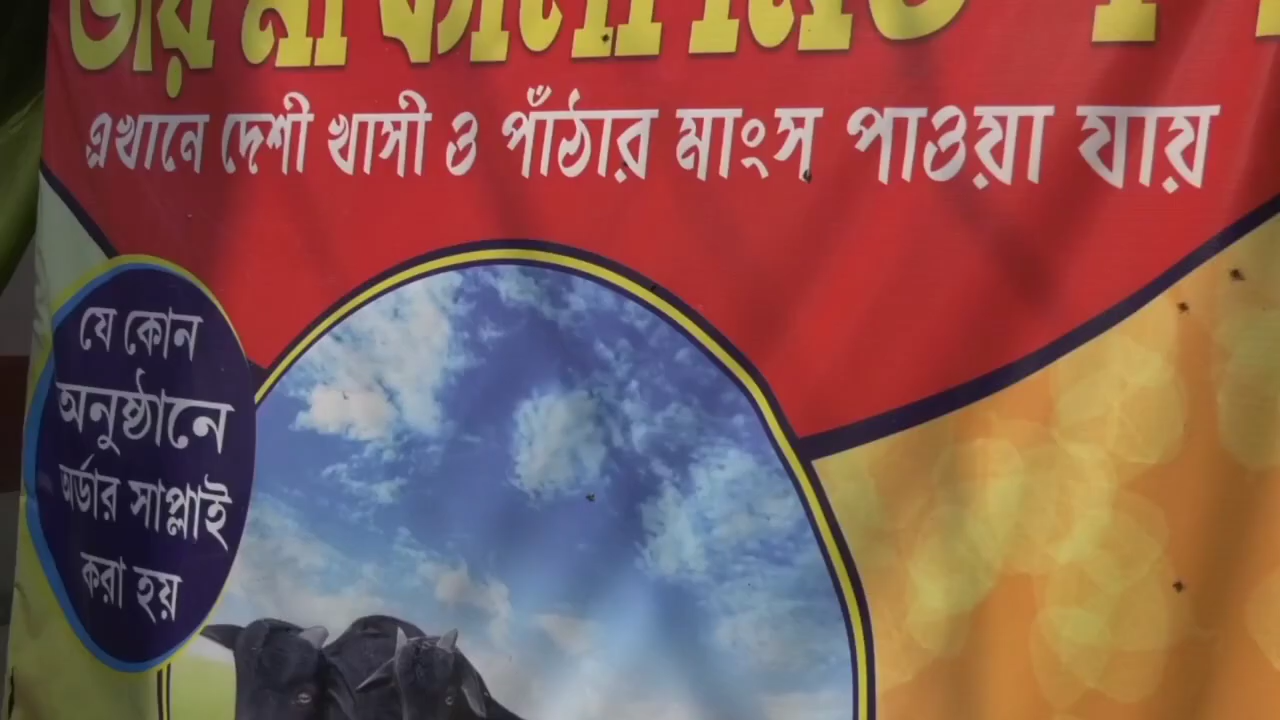 এখানে দেশী খাসী ও পাঁঠার মাংস পাওয়া যায়
যে কোন
অনুষ্ঠানে
অর্ডার সাপ্লাই
করা হয়